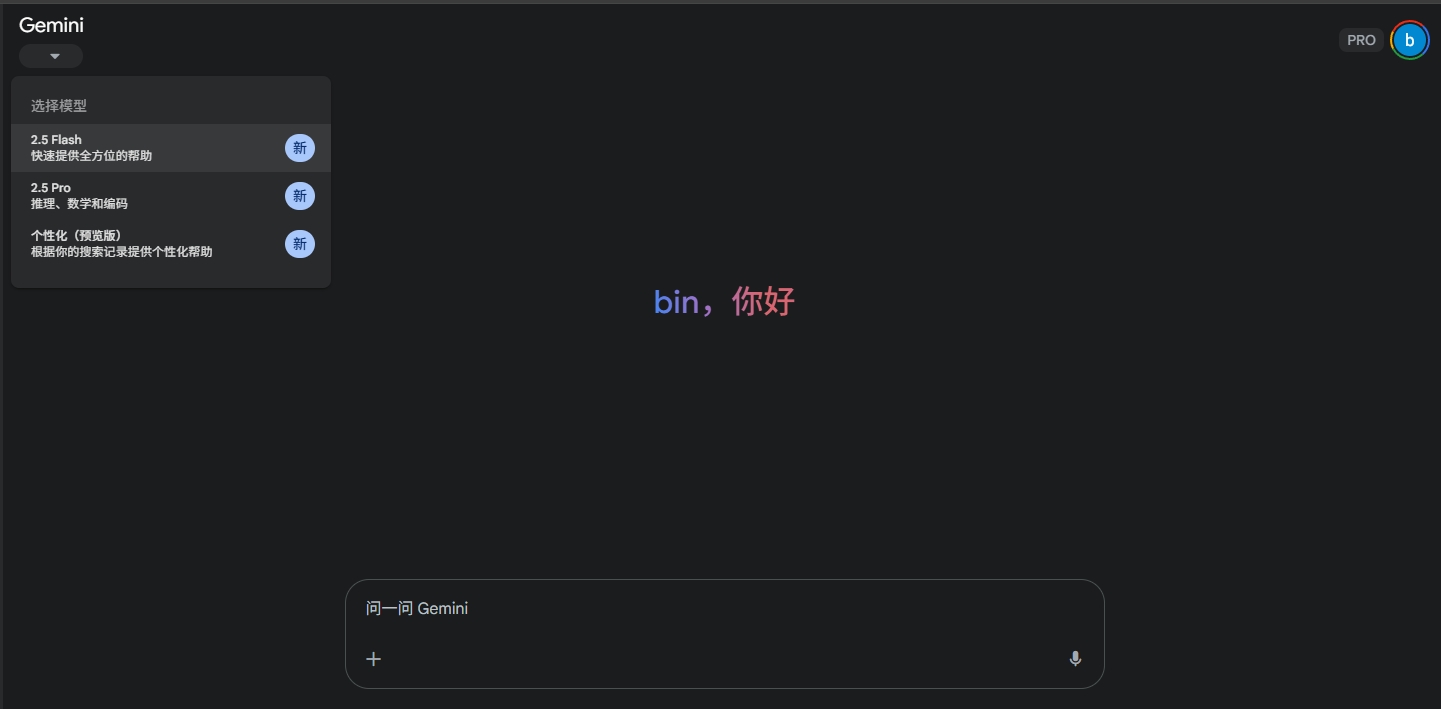 Gemini
PRO
b
选择模型
2.5 Flash
快速提供全方位的帮助
新
2.5 Pro
推理、数学和编码
新
个性化（预览版）
根据你的搜索记录提供个性化帮助
新
bin，你好
问一问 Gemini